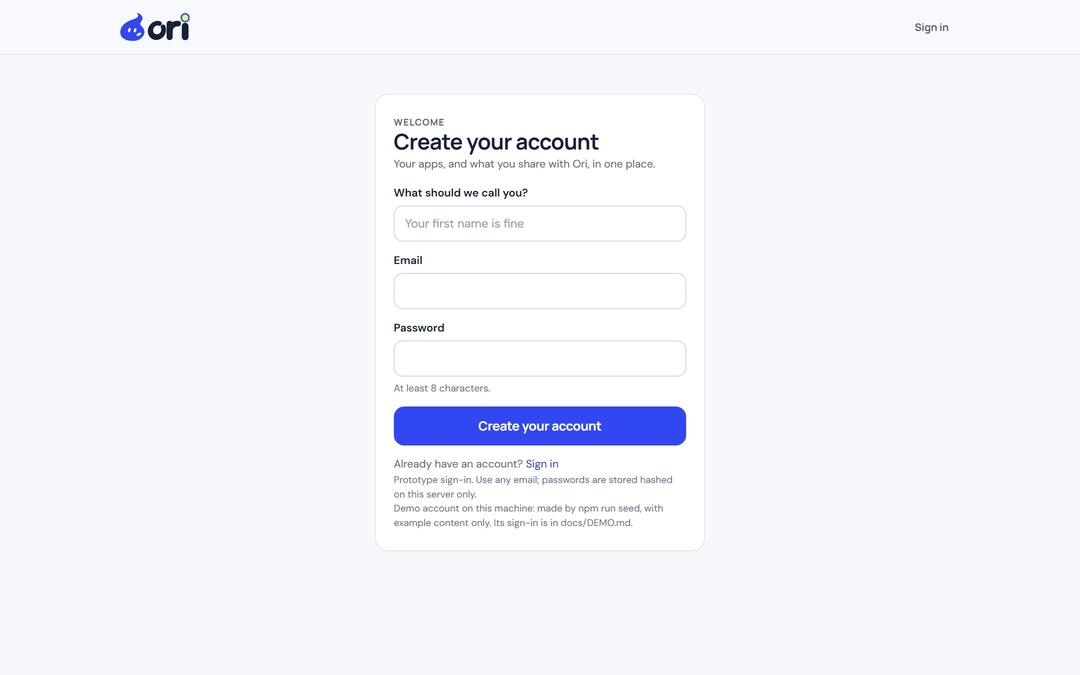 ori
Sign in
WELCOME
Create your account
Your apps, and what you share with Ori, in one place.
What should we call you?
Your first name is fine
Email
Password
At least 8 characters.
Create your account
Already have an account? Sign in
Prototype sign-in. Use any email; passwords are stored hashed
on this server only.
Demo account on this machine: made by npm run seed, with
example content only. Its sign-in is in docs/DEMO.md.